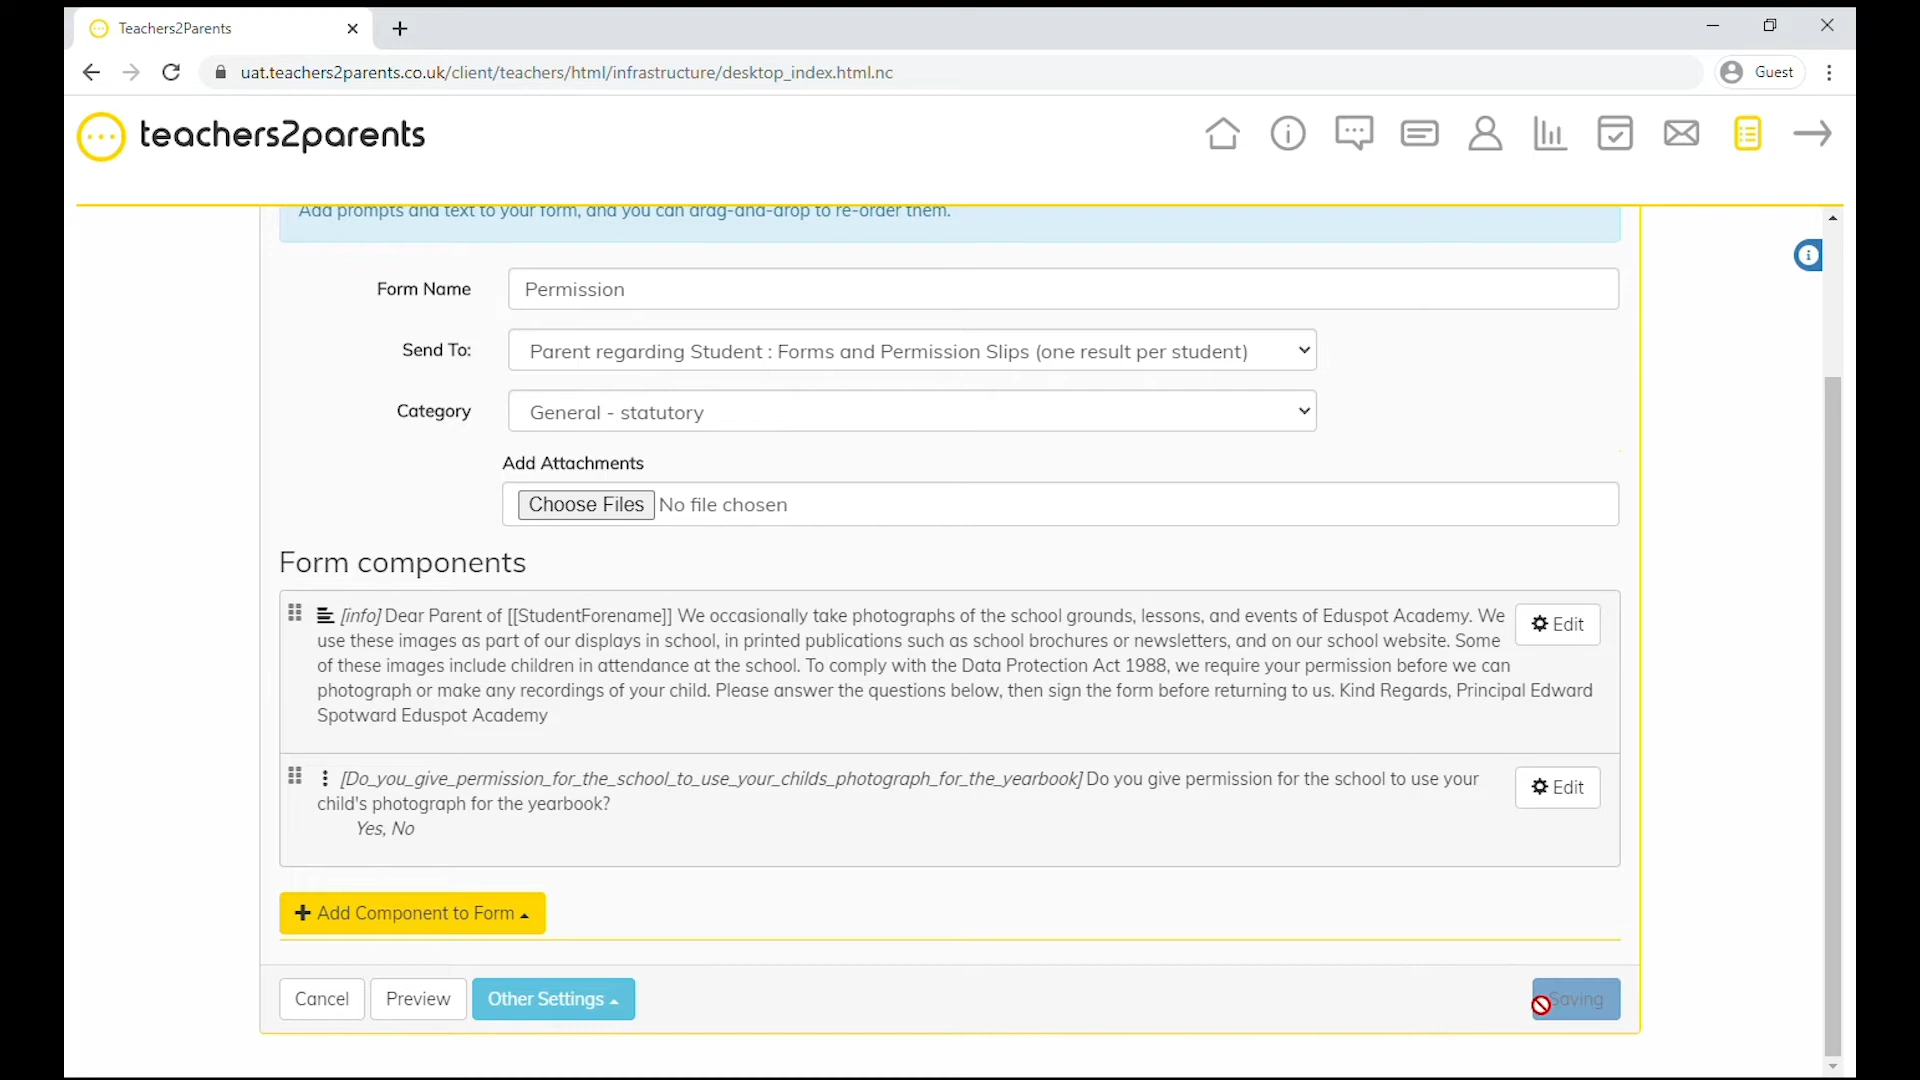 Teachers2Parents
uat.teachers2parents.co.uk/client/teachers/html/infrastructure/desktop_index.html.nc
Guest
teachers2parents
Add prompts and text to your form, and you can drag-and-drop to re-order them.
Form Name
Permission
Send To:
Parent regarding Student : Forms and Permission Slips (one result per student)
Category
General - statutory
Add Attachments
Choose Files No file chosen
Form components
[info] Dear Parent of [[StudentForename]] We occasionally take photographs of the school grounds, lessons, and events of Eduspot Academy. We
use these images as part of our displays in school, in printed publications such as school brochures or newsletters, and on our school website. Some
of these images include children in attendance at the school. To comply with the Data Protection Act 1988, we require your permission before we can
photograph or make any recordings of your child. Please answer the questions below, then sign the form before returning to us. Kind Regards, Principal Edward
Spotward Eduspot Academy
Edit
[Do_you_give_permission_for_the_school_to_use_your_childs_photograph_for_the_yearbook] Do you give permission for the school to use your
child's photograph for the yearbook?
Yes, No
Edit
Add Component to Form
Cancel
Preview
Other Settings
Saving